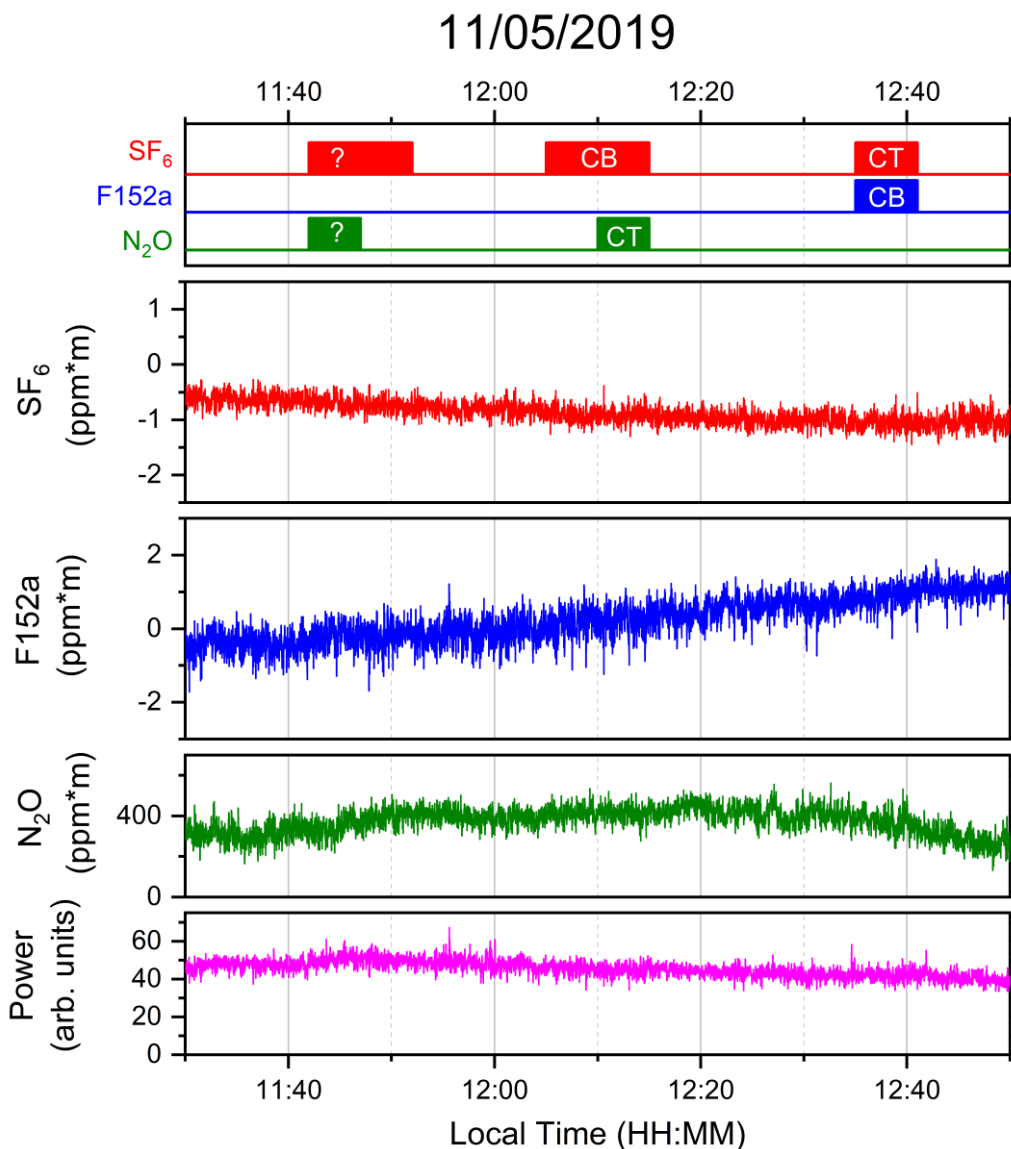 11/05/2019
11:40 12:00 12:20 12:40
SF6 ? CB CT
F152a CB
N2O ? CT
SF6 (ppm*m)
1
0
-1
-2
F152a (ppm*m)
2
0
-2
N2O (ppm*m)
400
0
Power (arb. units)
60
40
20
0
11:40 12:00 12:20 12:40
Local Time (HH:MM)